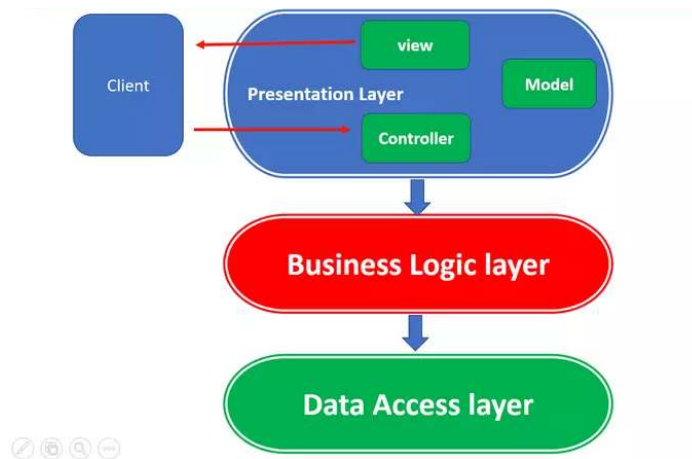 view
Client
Model
Presentation Layer
Controller
Business Logic layer
Data Access layer